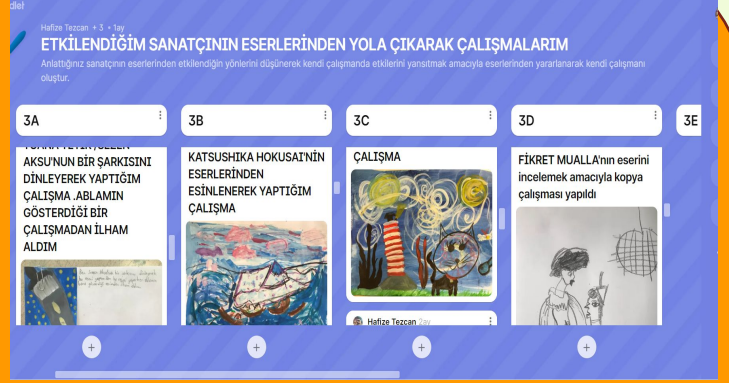 Hafize Tezcan + 3 • 1ay
ETKİLENDİĞİM SANATÇININ ESERLERİNDEN YOLA ÇIKARAK ÇALIŞMALARIM
Anlattığınız sanatçının eserlerinden etkilendiğin yönlerini düşünerek kendi çalışmanda etkilerini yansıtmak amacıyla eserlerinden yararlanarak kendi çalışmanı
oluştur.
3A
3B
3C
3D
3E
AKSU'NUN BİR ŞARKISINI
DİNLEYEREK YAPTIĞIM
ÇALIŞMA .ABLAMIN
GÖSTERDİĞİ BİR
ÇALIŞMADAN İLHAM
ALDIM
KATSUSHIKA HOKUSAI'NİN
ESERLERİNDEN
ESİNLENEREK YAPTIĞIM
ÇALIŞMA
ÇALIŞMA
Hafize Tezcan 2ay
FİKRET MUALLA'nın eserini
incelemek amacıyla kopya
çalışması yapıldı